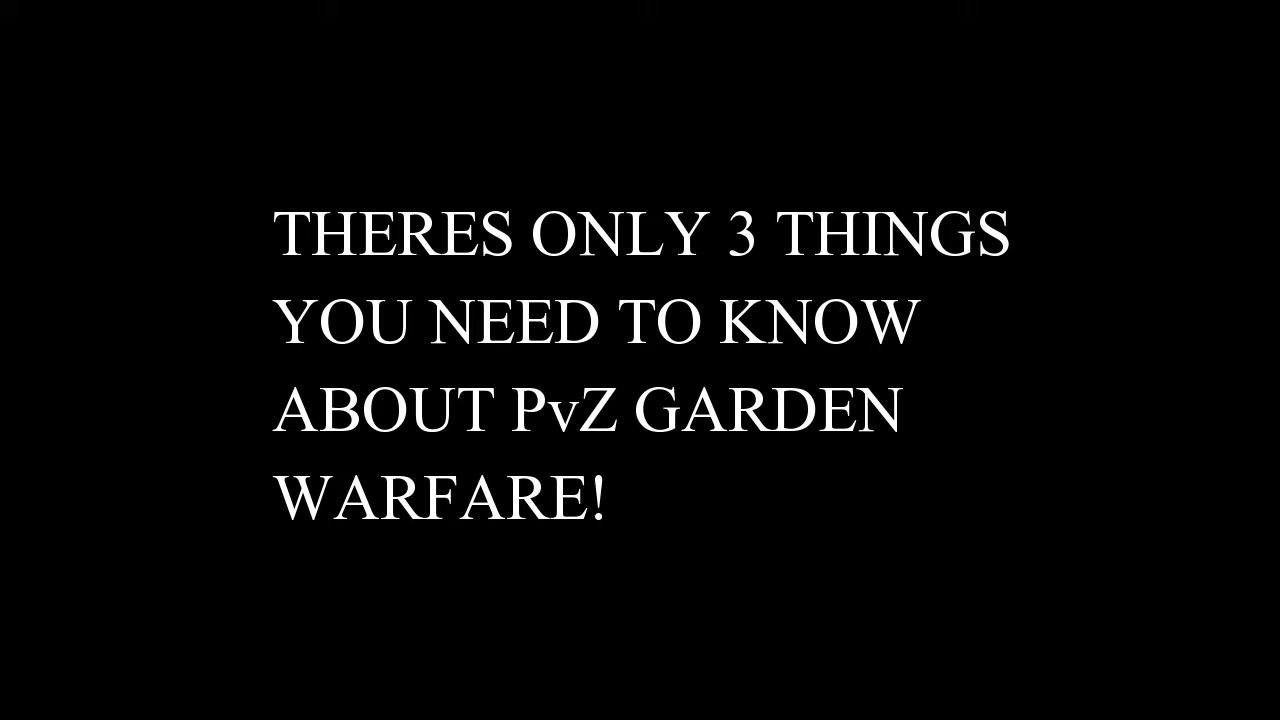 THERES ONLY 3 THINGS
YOU NEED TO KNOW
ABOUT PvZ GARDEN
WARFARE!